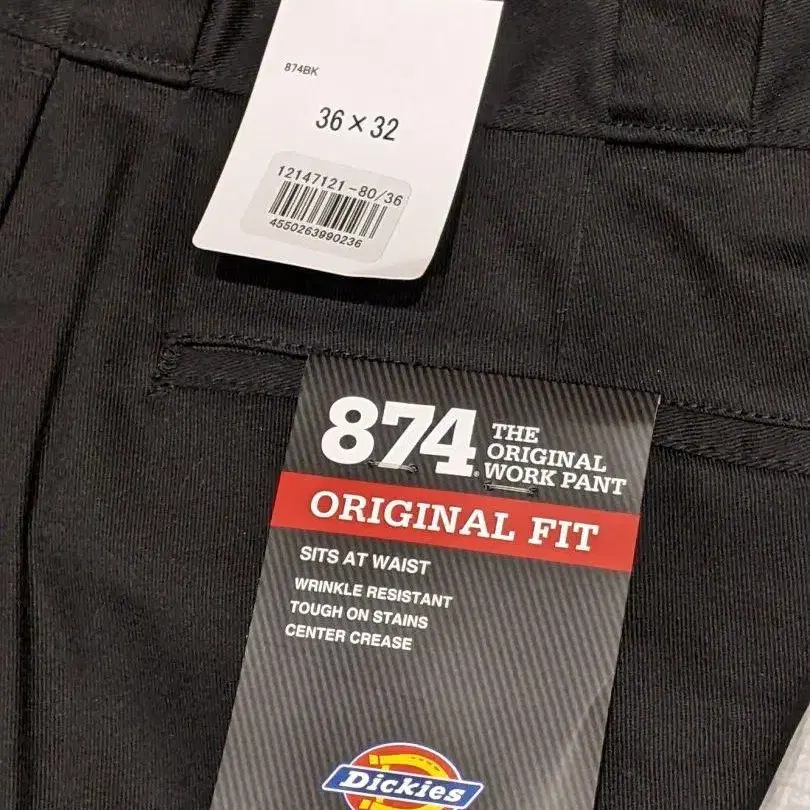 874BK
36×32
12147121-80/36
4550263990236
874 THE
ORIGINAL
WORK PANT
ORIGINAL FIT
SITS AT WAIST
WRINKLE RESISTANT
TOUGH ON STAINS
CENTER CREASE
Dickies